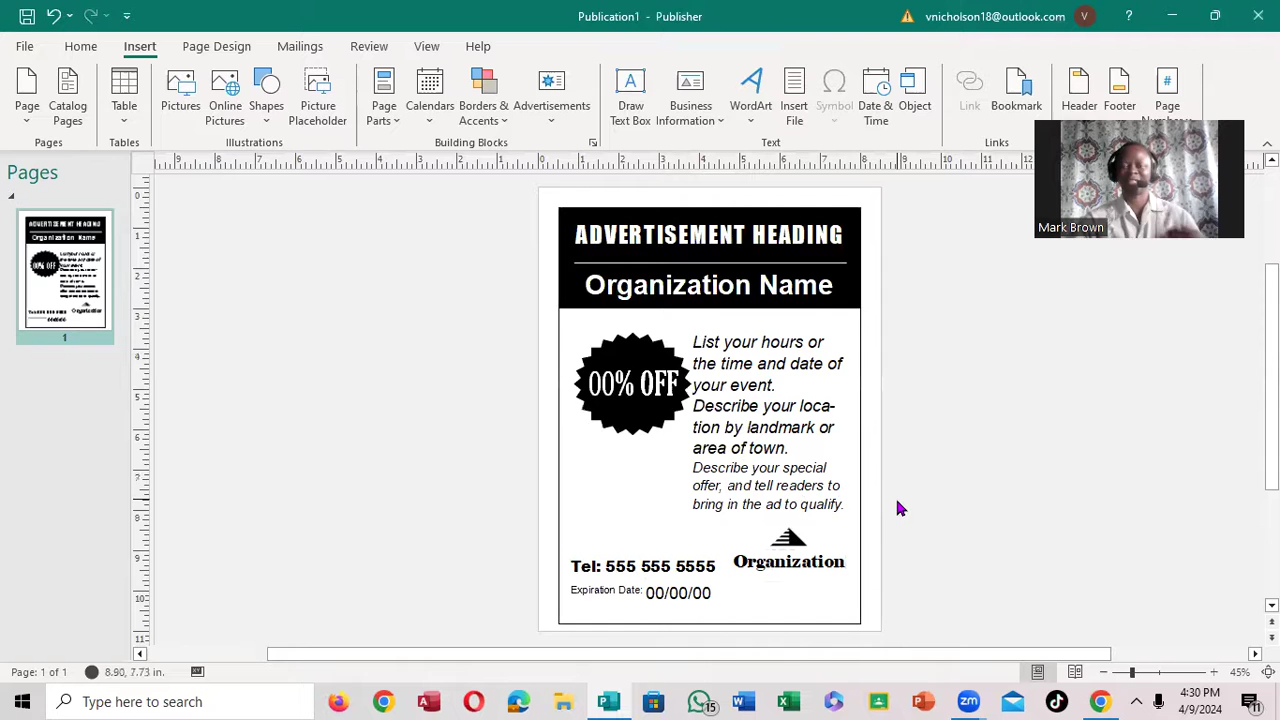 Publication1 - Publisher
vnicholson18@outlook.com
V
?
File
Home
Insert
Page Design
Mailings
Review
View
Help
Page
Catalog Pages
Table
Pictures
Online Pictures
Shapes
Picture Placeholder
Page Parts
Calendars
Borders & Accents
Advertisements
Draw Text Box
Business Information
WordArt
Insert File
Symbol
Date & Time
Object
Link
Bookmark
Header
Footer
Page
Pages
Tables
Illustrations
Building Blocks
Text
Links
Mark Brown
Pages
1
ADVERTISEMENT HEADING
Organization Name
00% OFF
List your hours or
the time and date of
your event.
Describe your loca-
tion by landmark or
area of town.
Describe your special
offer, and tell readers to
bring in the ad to qualify.
Organization
Tel: 555 555 5555
Expiration Date: 00/00/00
Page: 1 of 1
8.90, 7.73 in.
45%
Type here to search
15
4:30 PM
4/9/2024
11